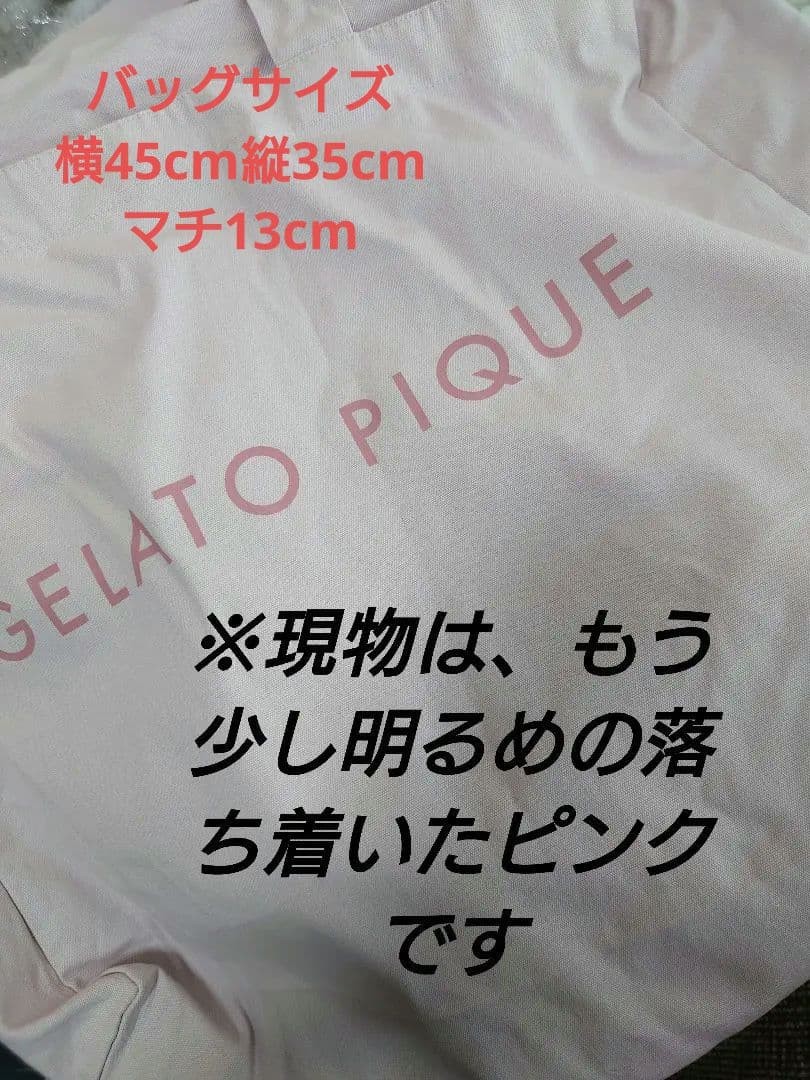 バッグサイズ
横45cm縦35cm
マチ13cm
GELATO PIQUE
※現物は、もう
少し明るめの落
ち着いたピンク
です